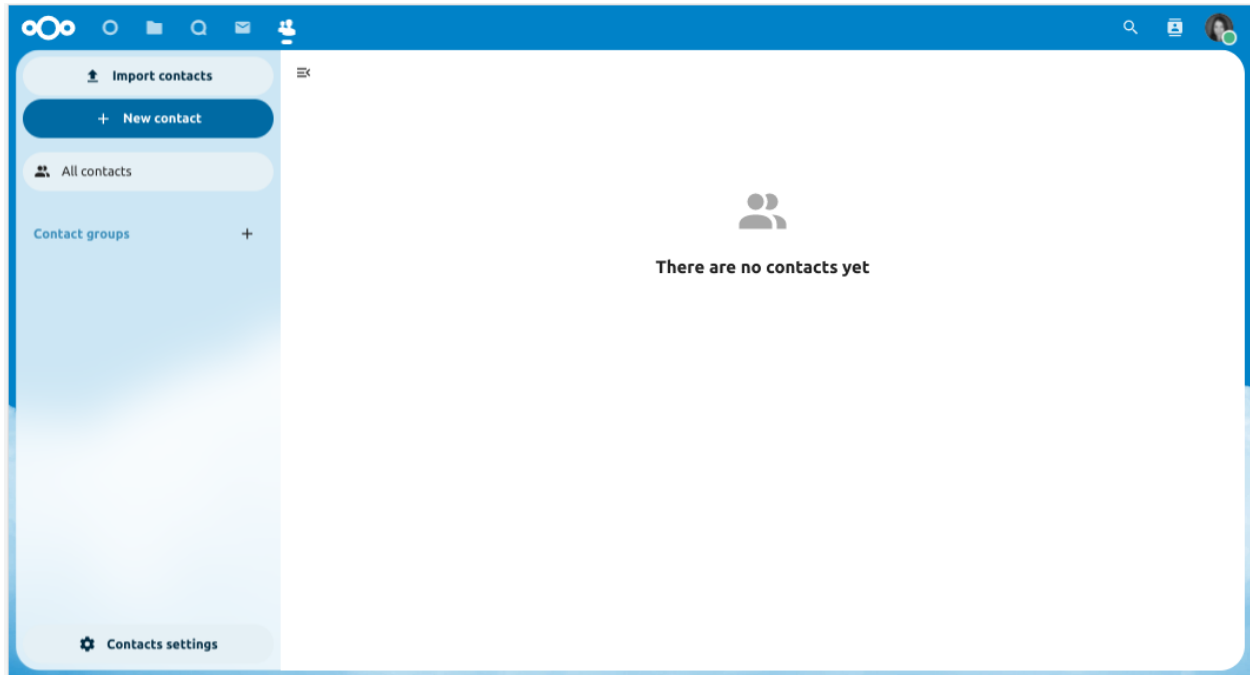 Import contacts
New contact
All contacts
Contact groups
There are no contacts yet
Contacts settings